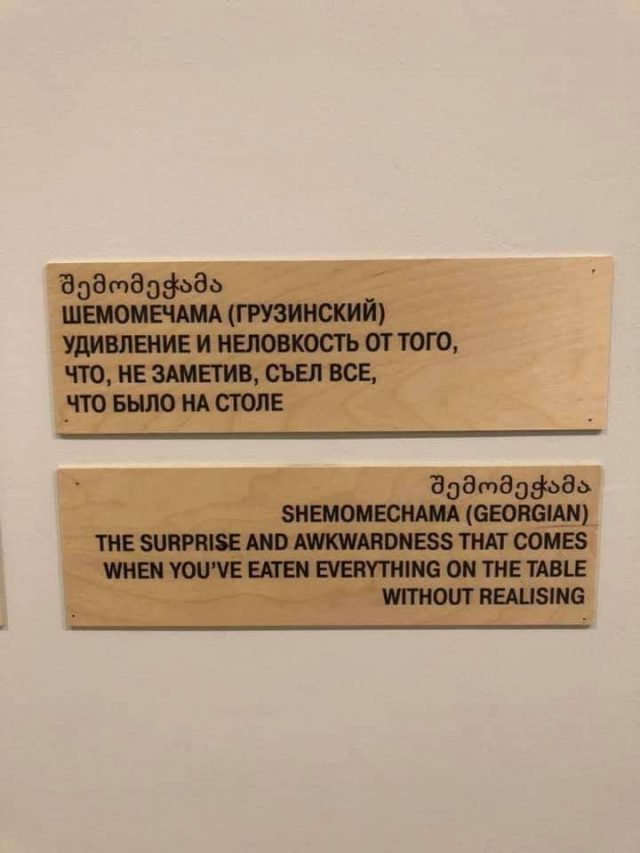 შემომეჭამა
ШЕМОМЕЧАМА (ГРУЗИНСКИЙ)
УДИВЛЕНИЕ И НЕЛОВКОСТЬ ОТ ТОГО,
ЧТО, НЕ ЗАМЕТИВ, СЪЕЛ ВСЕ,
ЧТО БЫЛО НА СТОЛЕ
შემომეჭამა
SHEMOMECHAMA (GEORGIAN)
THE SURPRISE AND AWKWARDNESS THAT COMES
WHEN YOU'VE EATEN EVERYTHING ON THE TABLE
WITHOUT REALISING